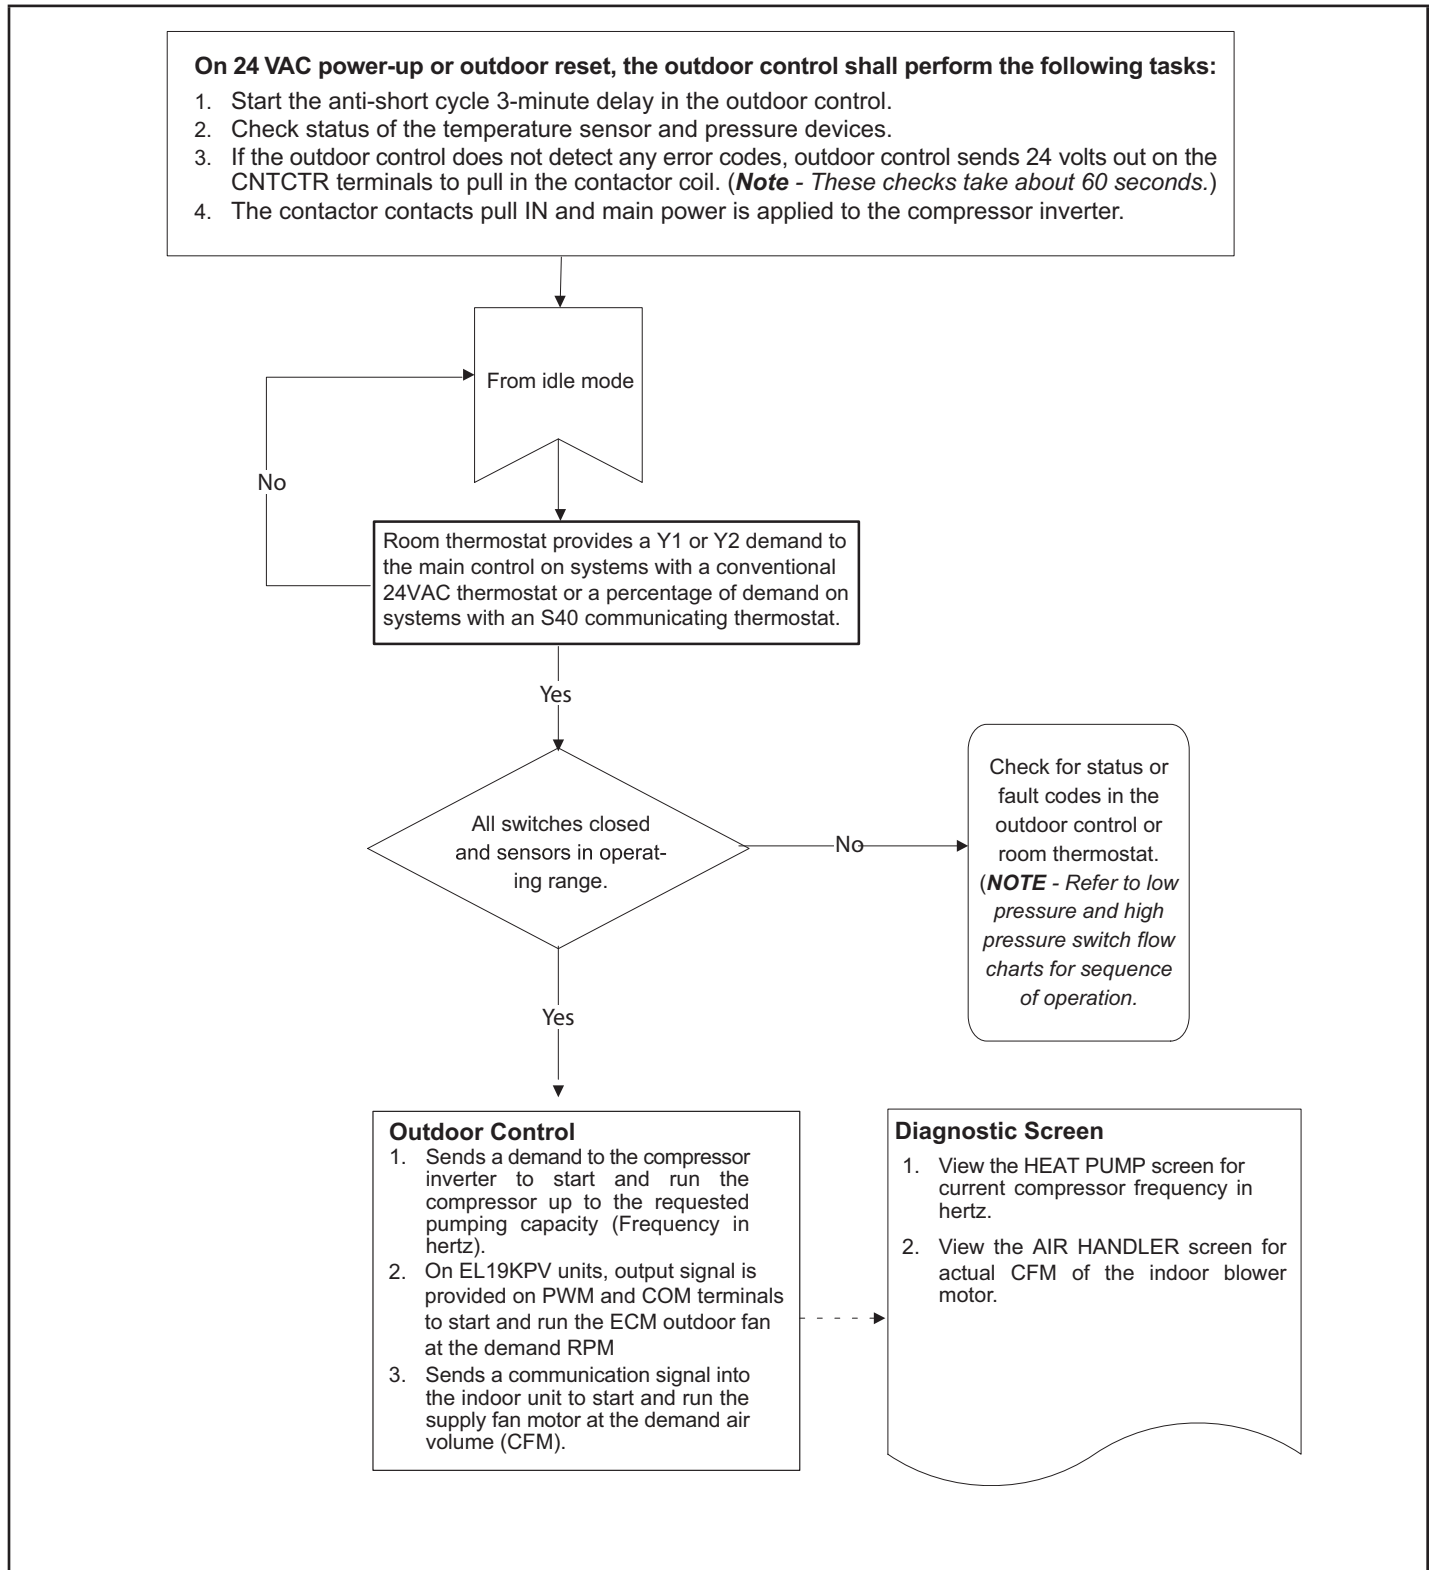 On 24 VAC power-up or outdoor reset, the outdoor control shall perform the following tasks:
1. Start the anti-short cycle 3-minute delay in the outdoor control.
2. Check status of the temperature sensor and pressure devices.
3. If the outdoor control does not detect any error codes, outdoor control sends 24 volts out on the
CNTCTR terminals to pull in the contactor coil. (Note - These checks take about 60 seconds.)
4. The contactor contacts pull IN and main power is applied to the compressor inverter.
From idle mode
No
Room thermostat provides a Y1 or Y2 demand to
the main control on systems with a conventional
24VAC thermostat or a percentage of demand on
systems with an S40 communicating thermostat.
Yes
All switches closed
and sensors in operat-
ing range.
No
Check for status or
fault codes in the
outdoor control or
room thermostat.
(NOTE - Refer to low
pressure and high
pressure switch flow
charts for sequence
of operation.
Yes
Outdoor Control
1. Sends a demand to the compressor
inverter to start and run the
compressor up to the requested
pumping capacity (Frequency in
hertz).
2. On EL19KPV units, output signal is
provided on PWM and COM terminals
to start and run the ECM outdoor fan
at the demand RPM
3. Sends a communication signal into
the indoor unit to start and run the
supply fan motor at the demand air
volume (CFM).
Diagnostic Screen
1. View the HEAT PUMP screen for
current compressor frequency in
hertz.
2. View the AIR HANDLER screen for
actual CFM of the indoor blower
motor.